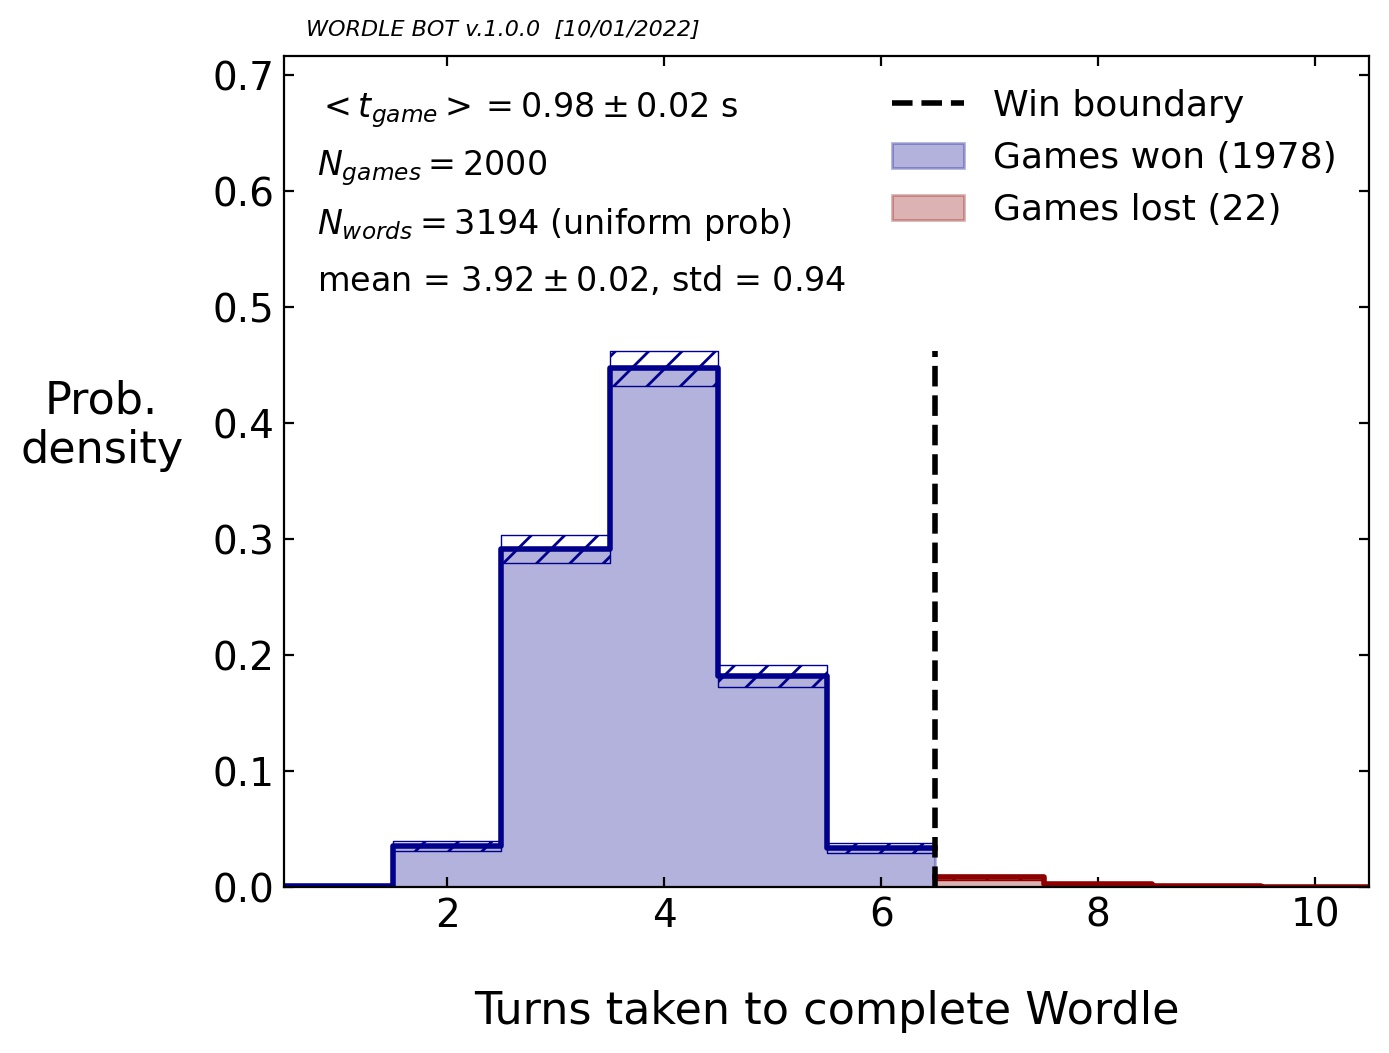 WORDLE BOT v.1.0.0 [10/01/2022]
0.7
0.6
0.5
0.4
0.3
0.2
0.1
0.0
< t_game > = 0.98 ± 0.02 s
N_games = 2000
N_words = 3194 (uniform prob)
mean = 3.92 ± 0.02, std = 0.94
Win boundary
Games won (1978)
Games lost (22)
Prob.
density
2 4 6 8 10
Turns taken to complete Wordle